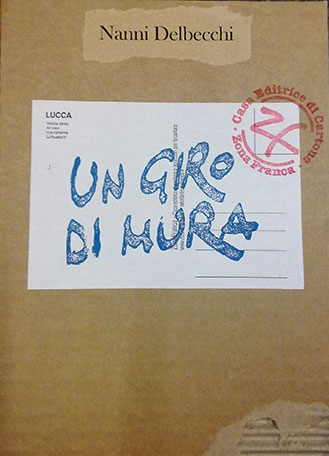 Nanni Delbecchi
LUCCA
UN GIRO
DI MURA
Casa Editrice di Cartone
Zona Franca